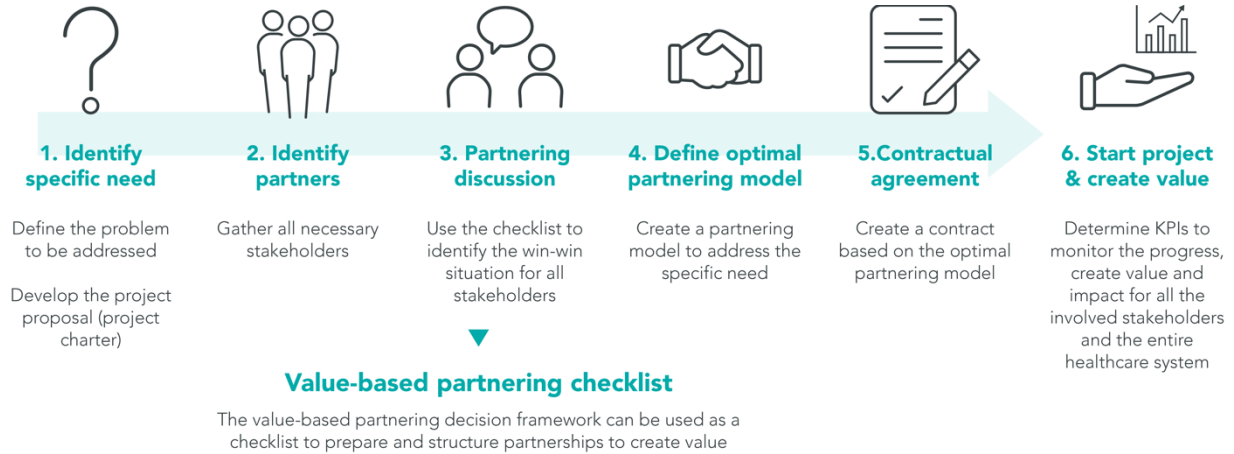 1. Identify
specific need
Define the problem
to be addressed
Develop the project
proposal (project
charter)
2. Identify
partners
Gather all necessary
stakeholders
3. Partnering
discussion
Use the checklist to
identify the win-win
situation for all
stakeholders
4. Define optimal
partnering model
Create a partnering
model to address the
specific need
5.Contractual
agreement
Create a contract
based on the optimal
partnering model
6. Start project
& create value
Determine KPIs to
monitor the progress,
create value and
impact for all the
involved stakeholders
and the entire
healthcare system
Value-based partnering checklist
The value-based partnering decision framework can be used as a
checklist to prepare and structure partnerships to create value